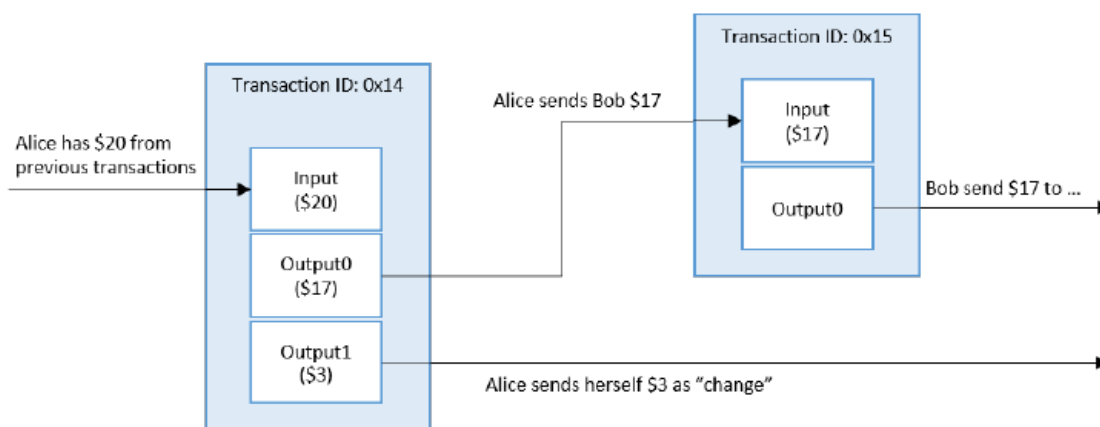 Transaction ID: 0x15
Transaction ID: 0x14
Alice sends Bob $17
Input
($17)
Alice has $20 from
previous transactions
Input
($20)
Bob send $17 to ...
Output0
Output0
($17)
Output1
($3)
Alice sends herself $3 as “change”